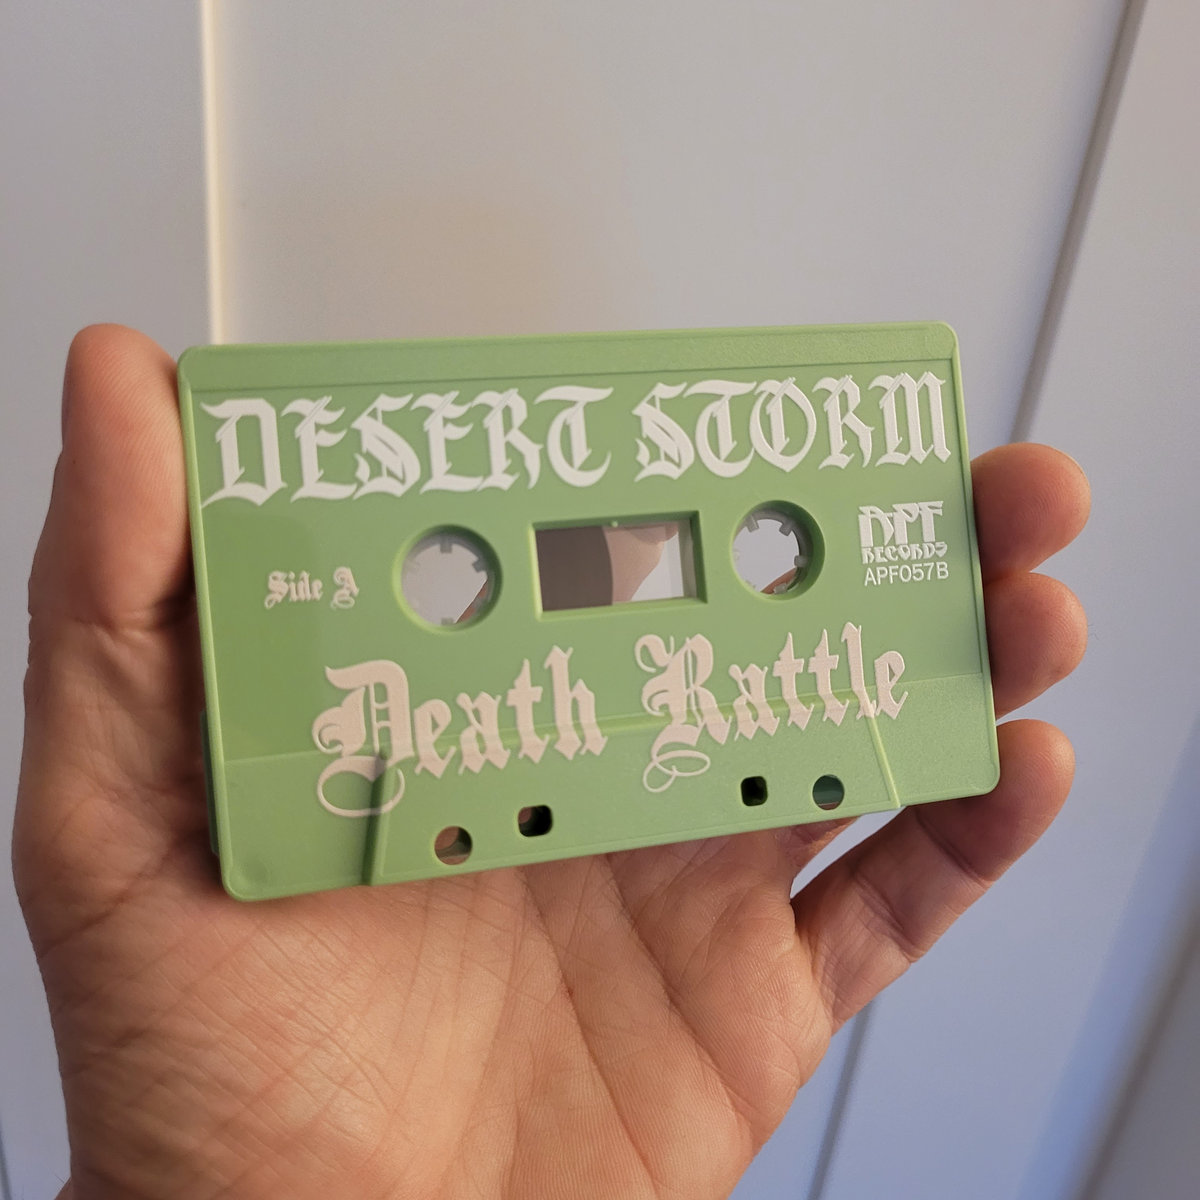 DESERT STORM
APF
RECORDS
APF057B
Side A
Death Rattle